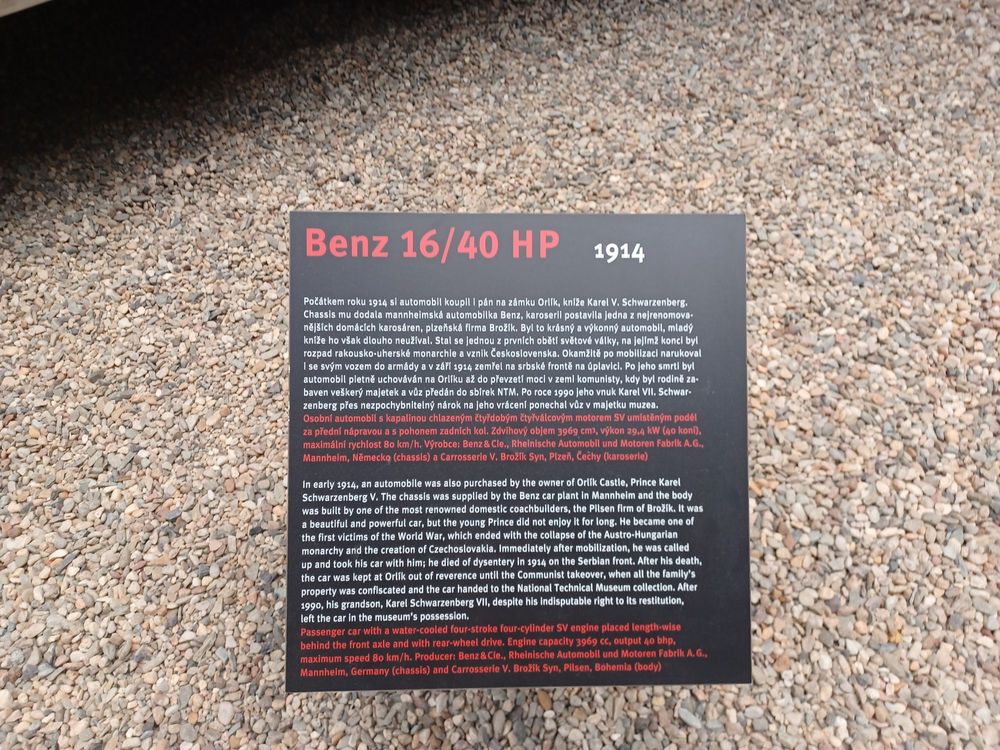 Benz 16/40 HP 1914
Počátkem roku 1914 si automobil koupil i pán na zámku Orlík, kníže Karel V. Schwarzenberg.
Chassis mu dodala mannheimská automobilka Benz, karoserii postavila jedna z nejrenomova-
nějších domácích karosáren, plzeňská firma Brožík. Byl to krásný a výkonný automobil, mladý
kníže ho však dlouho neužíval. Stal se jednou z prvních obětí světové války, na jejímž konci byl
rozpad rakousko-uherské monarchie a vznik Československa. Okamžitě po mobilizaci narukoval
i se svým vozem do armády a v září 1914 zemřel na srbské frontě na úplavici. Po jeho smrti byl
automobil pietně uchováván na Orlíku až do převzetí moci v zemi komunisty, kdy byl rodině za-
baven veškerý majetek a vůz předán do sbírek NTM. Po roce 1990 jeho vnuk Karel VII. Schwar-
zenberg přes nezpochybnitelný nárok na jeho vrácení ponechal vůz v majetku muzea.
Osobní automobil s kapalinou chlazeným čtyřdobým čtyřválcovým motorem SV umístěným podél
za přední nápravou a s pohonem zadních kol. Zdvihový objem 3969 cm3, výkon 29,4 kW (40 koní),
maximální rychlost 80 km/h. Výrobce: Benz & Cie., Rheinische Automobil und Motoren Fabrik A.G.,
Mannheim, Německo (chassis) a Carrosserie V. Brožík Syn, Plzeň, Čechy (karoserie)
In early 1914, an automobile was also purchased by the owner of Orlík Castle, Prince Karel
Schwarzenberg V. The chassis was supplied by the Benz car plant in Mannheim and the body
was built by one of the most renowned domestic coachbuilders, the Pilsen firm of Brožík. It was
a beautiful and powerful car, but the young Prince did not enjoy it for long. He became one of
the first victims of the World War, which ended with the collapse of the Austro-Hungarian
monarchy and the creation of Czechoslovakia. Immediately after mobilization, he was called
up and took his car with him; he died of dysentery in 1914 on the Serbian front. After his death,
the car was kept at Orlík out of reverence until the Communist takeover, when all the family's
property was confiscated and the car handed to the National Technical Museum collection. After
1990, his grandson, Karel Schwarzenberg VII, despite his indisputable right to its restitution,
left the car in the museum's possession.
Passenger car with a water-cooled four-stroke four-cylinder SV engine placed length-wise
behind the front axle and with rear-wheel drive. Engine capacity 3969 cc, output 40 bhp,
maximum speed 80 km/h. Producer: Benz & Cie., Rheinische Automobil und Motoren Fabrik A.G.,
Mannheim, Germany (chassis) and Carrosserie V. Brožík Syn, Pilsen, Bohemia (body)